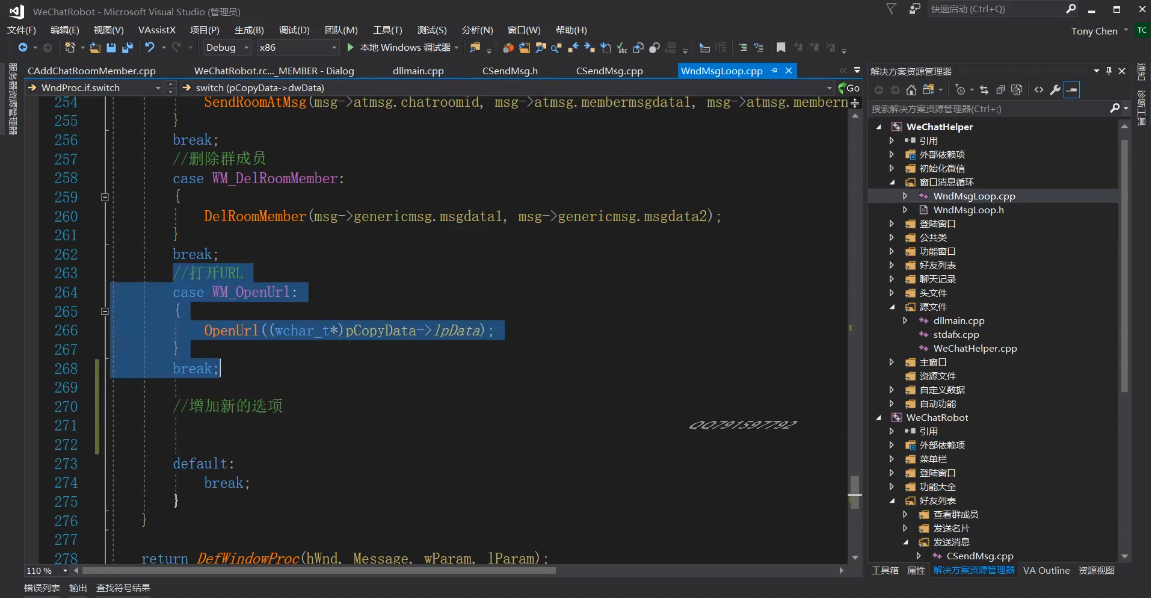 WeChatRobot - Microsoft Visual Studio (管理员)
快速启动 (Ctrl+Q)
文件(F) 编辑(E) 视图(V) VAssistX 项目(P) 生成(B) 调试(D) 团队(M) 工具(T) 测试(S) 分析(N) 窗口(W) 帮助(H)
Tony Chen TC
Debug x86 本地 Windows 调试器
CAddChatRoomMember.cpp WeChatRobot.rc..._MEMBER - Dialog dllmain.cpp CSendMsg.h CSendMsg.cpp WndMsgLoop.cpp
WndProc.if.switch switch (pCopyData->dwData) Go
254 SendRoomAtMsg(msg->atmsg.chatroomid, msg->atmsg.membermsgdata1, msg->atmsg.membern
255 }
256 break;
257 //删除群成员
258 case WM_DelRoomMember:
259 {
260 DelRoomMember(msg->genericmsg.msgdata1, msg->genericmsg.msgdata2);
261 }
262 break;
263 //打开URL
264 case WM_OpenUrl:
265 {
266 OpenUrl((wchar_t*)pCopyData->lpData);
267 }
268 break;
269
270 //增加新的选项
271
272
273 default:
274 break;
275 }
276 }
277
278 return DefWindowProc(hWnd, Message, wParam, lParam);
QQ791597792
110 %
错误列表 输出 查找符号结果
服务器资源管理器
解决方案资源管理器
搜索解决方案资源管理器(Ctrl+;)
WeChatHelper
引用
外部依赖项
初始化微信
窗口消息循环
WndMsgLoop.cpp
WndMsgLoop.h
登陆窗口
公共类
功能窗口
好友列表
聊天记录
头文件
源文件
dllmain.cpp
stdafx.cpp
WeChatHelper.cpp
主窗口
资源文件
自定义数据
自动功能
WeChatRobot
引用
外部依赖项
菜单栏
登陆窗口
功能大全
好友列表
查看群成员
发送名片
发送消息
CSendMsg.cpp
工具箱 属性 解决方案资源管理器 VA Outline 资源视图
通知
诊断工具